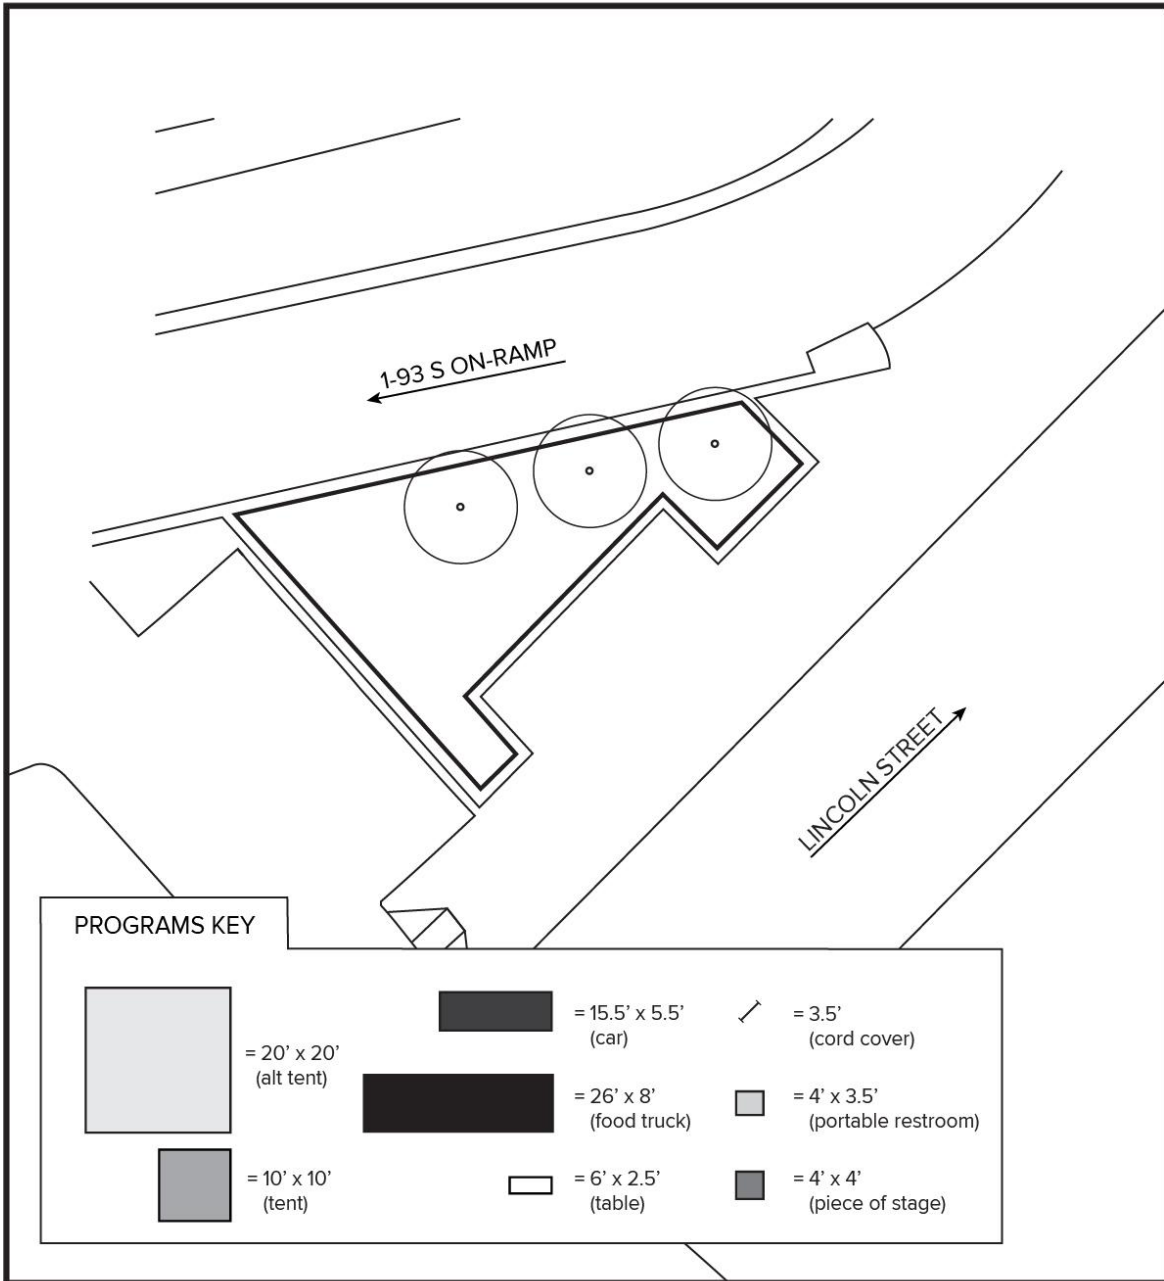 1-93 S ON-RAMP
LINCOLN STREET
PROGRAMS KEY
= 20’ x 20’
(alt tent)
= 10’ x 10’
(tent)
= 15.5’ x 5.5’
(car)
= 26’ x 8’
(food truck)
= 6’ x 2.5’
(table)
= 3.5’
(cord cover)
= 4’ x 3.5’
(portable restroom)
= 4’ x 4’
(piece of stage)